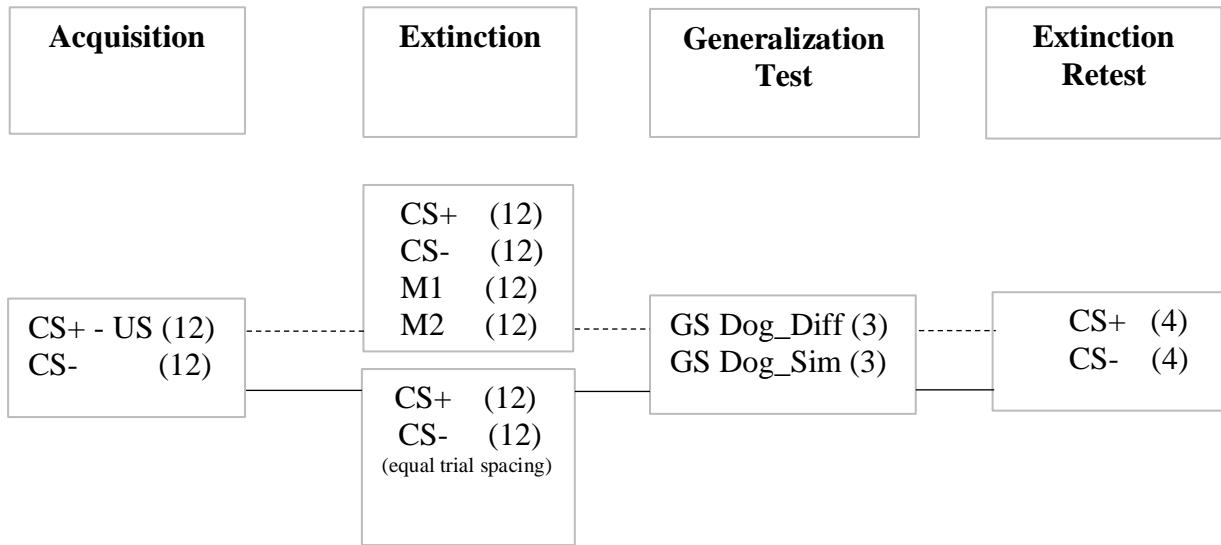 Acquisition
Extinction
Generalization
Test
Extinction
Retest
CS+ - US (12)
CS- (12)
CS+ (12)
CS- (12)
M1 (12)
M2 (12)
CS+ (12)
CS- (12)
(equal trial spacing)
GS Dog_Diff (3)
GS Dog_Sim (3)
CS+ (4)
CS- (4)